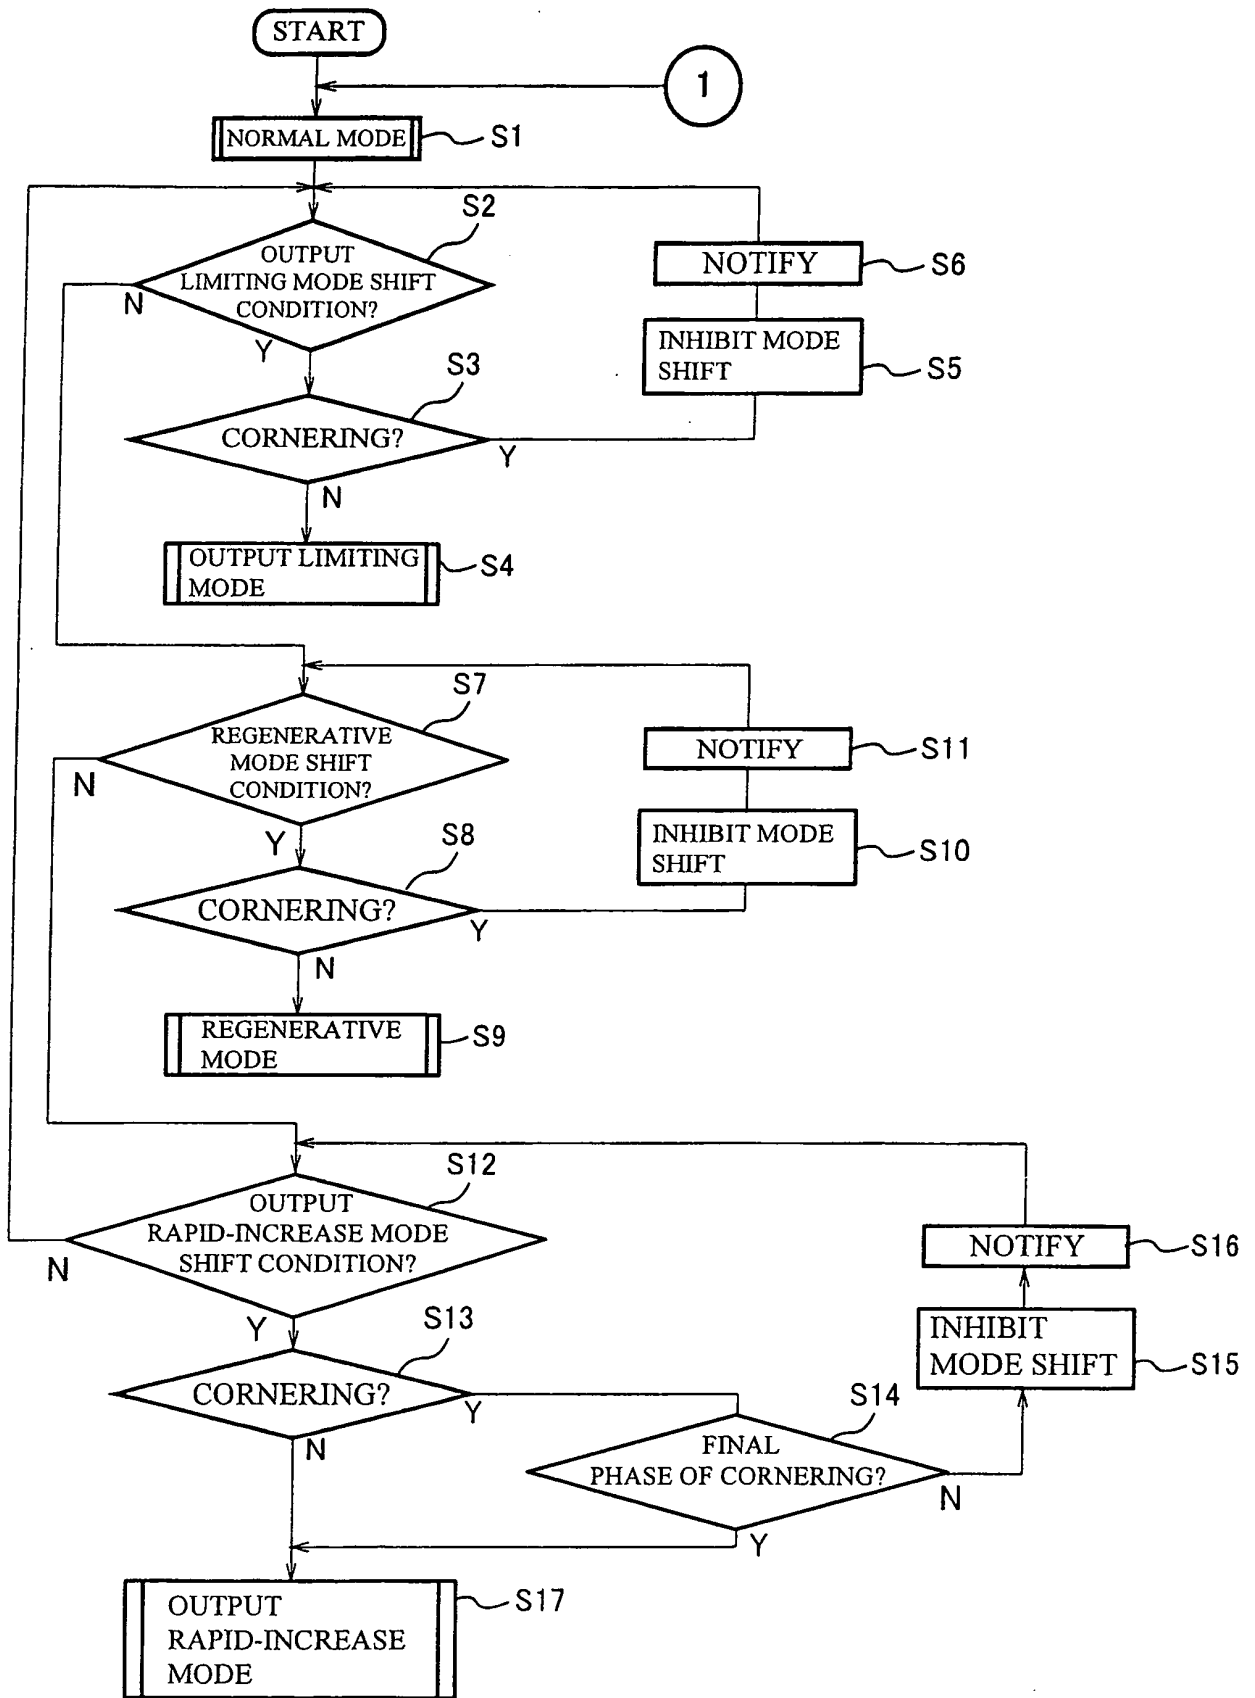 START
1
NORMAL MODE
S1
S2
OUTPUT
LIMITING MODE SHIFT
CONDITION?
N
Y
NOTIFY
S6
INHIBIT MODE
SHIFT
S5
S3
CORNERING?
Y
N
OUTPUT LIMITING
MODE
S4
S7
REGENERATIVE
MODE SHIFT
CONDITION?
N
Y
NOTIFY
S11
INHIBIT MODE
SHIFT
S10
S8
CORNERING?
Y
N
REGENERATIVE
MODE
S9
S12
OUTPUT
RAPID-INCREASE MODE
SHIFT CONDITION?
N
Y
NOTIFY
S16
INHIBIT
MODE SHIFT
S15
S13
CORNERING?
Y
N
S14
FINAL
PHASE OF CORNERING?
N
Y
OUTPUT
RAPID-INCREASE
MODE
S17